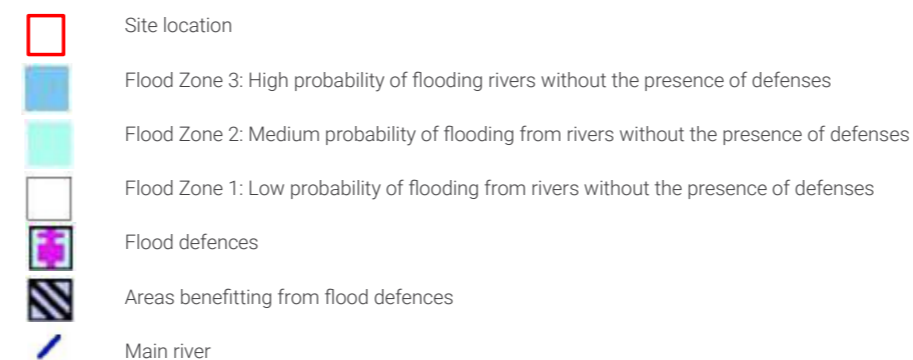 Site location
Flood Zone 3: High probability of flooding rivers without the presence of defenses
Flood Zone 2: Medium probability of flooding from rivers without the presence of defenses
Flood Zone 1: Low probability of flooding from rivers without the presence of defenses
Flood defences
Areas benefitting from flood defences
Main river